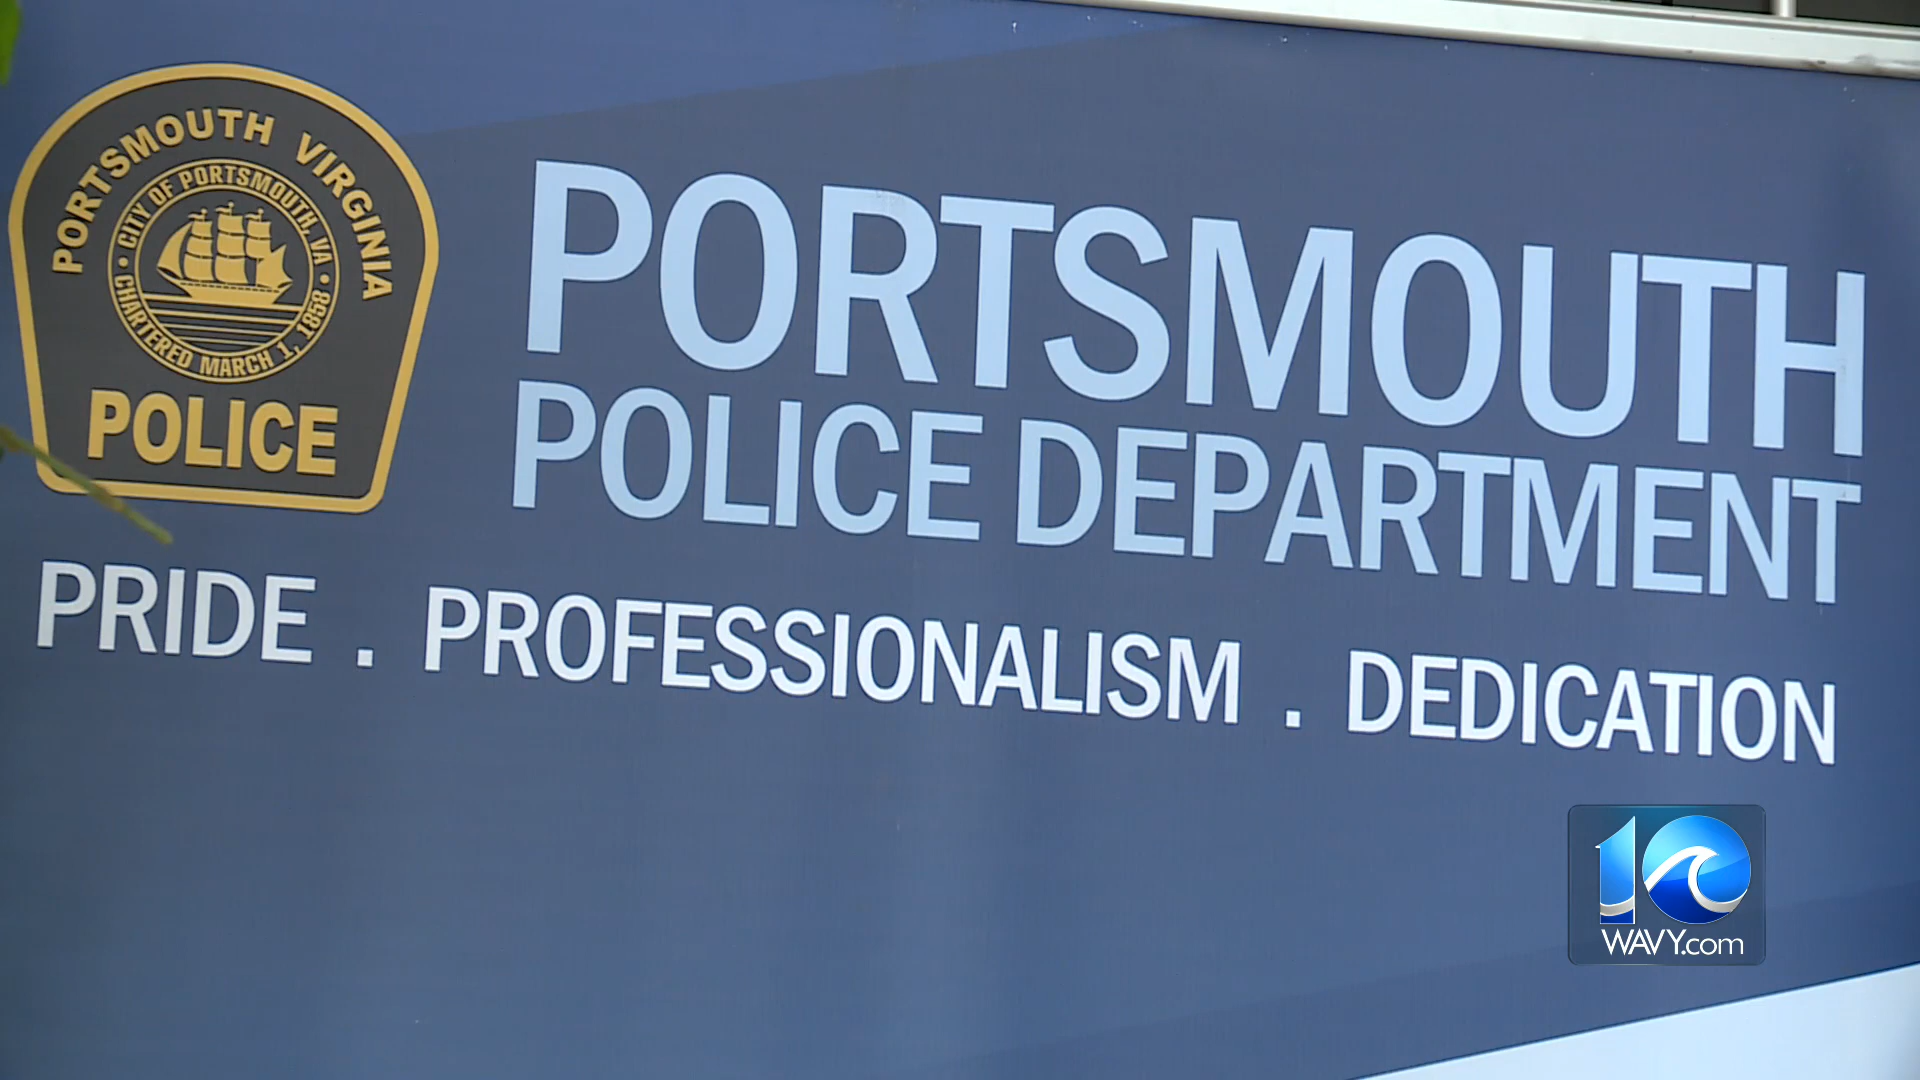 PORTSMOUTH VIRGINIA
CITY OF PORTSMOUTH, VA
• CHARTERED MARCH 1, 1858 •
POLICE
PORTSMOUTH
POLICE DEPARTMENT
PRIDE . PROFESSIONALISM . DEDICATION
10
WAVY.com